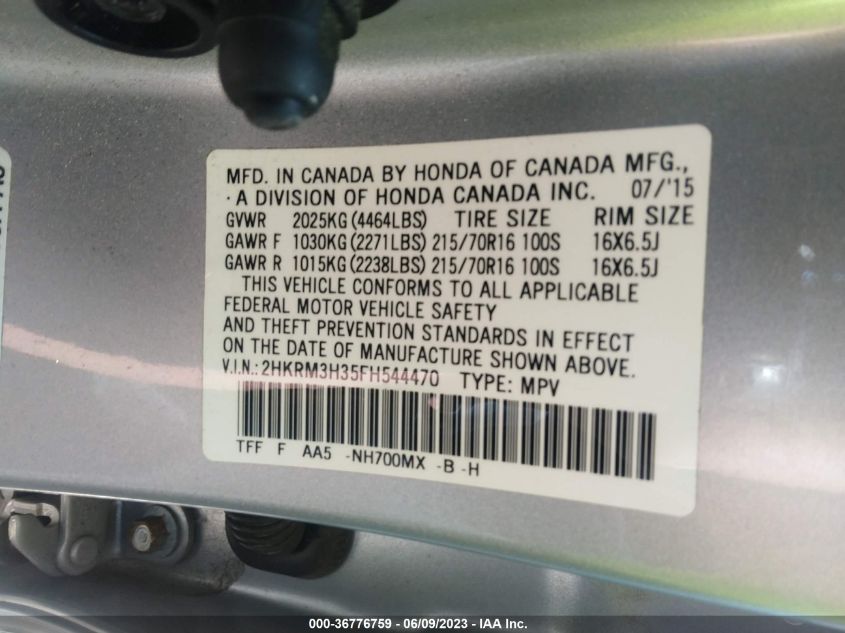 MFD. IN CANADA BY HONDA OF CANADA MFG.,
·A DIVISION OF HONDA CANADA INC. 07/'15
GVWR 2025KG(4464LBS) TIRE SIZE RIM SIZE
GAWR F 1030KG(2271LBS) 215/70R16 100S 16X6.5J
GAWR R 1015KG(2238LBS) 215/70R16 100S 16X6.5J
THIS VEHICLE CONFORMS TO ALL APPLICABLE
FEDERAL MOTOR VEHICLE SAFETY
AND THEFT PREVENTION STANDARDS IN EFFECT
ON THE DATE OF MANUFACTURE SHOWN ABOVE.
V.I.N.: 2HKRM3H35FH544470 TYPE: MPV
TFF F AA5 -NH700MX -B -H
000-36776759 - 06/09/2023 - IAA Inc.